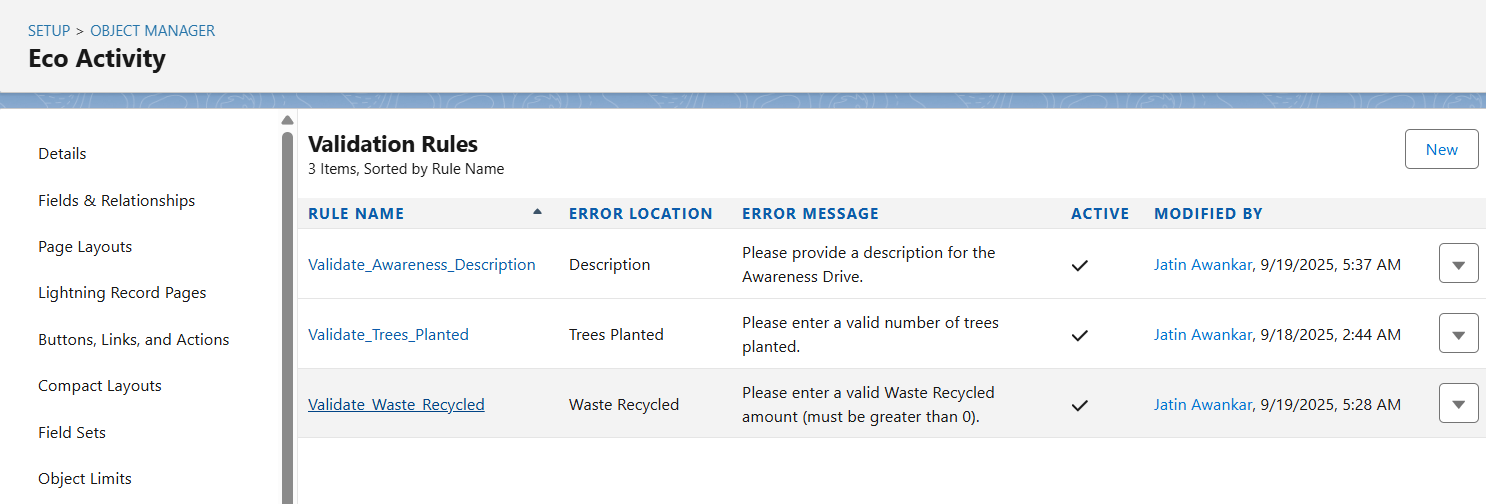 SETUP > OBJECT MANAGER
Eco Activity
Details
Fields & Relationships
Page Layouts
Lightning Record Pages
Buttons, Links, and Actions
Compact Layouts
Field Sets
Object Limits
Validation Rules
3 Items, Sorted by Rule Name
New
RULE NAME ERROR LOCATION ERROR MESSAGE ACTIVE MODIFIED BY
Validate_Awareness_Description Description Please provide a description for the
Awareness Drive. Jatin Awankar, 9/19/2025, 5:37 AM
Validate_Trees_Planted Trees Planted Please enter a valid number of trees
planted. Jatin Awankar, 9/18/2025, 2:44 AM
Validate_Waste_Recycled Waste Recycled Please enter a valid Waste Recycled
amount (must be greater than 0). Jatin Awankar, 9/19/2025, 5:28 AM